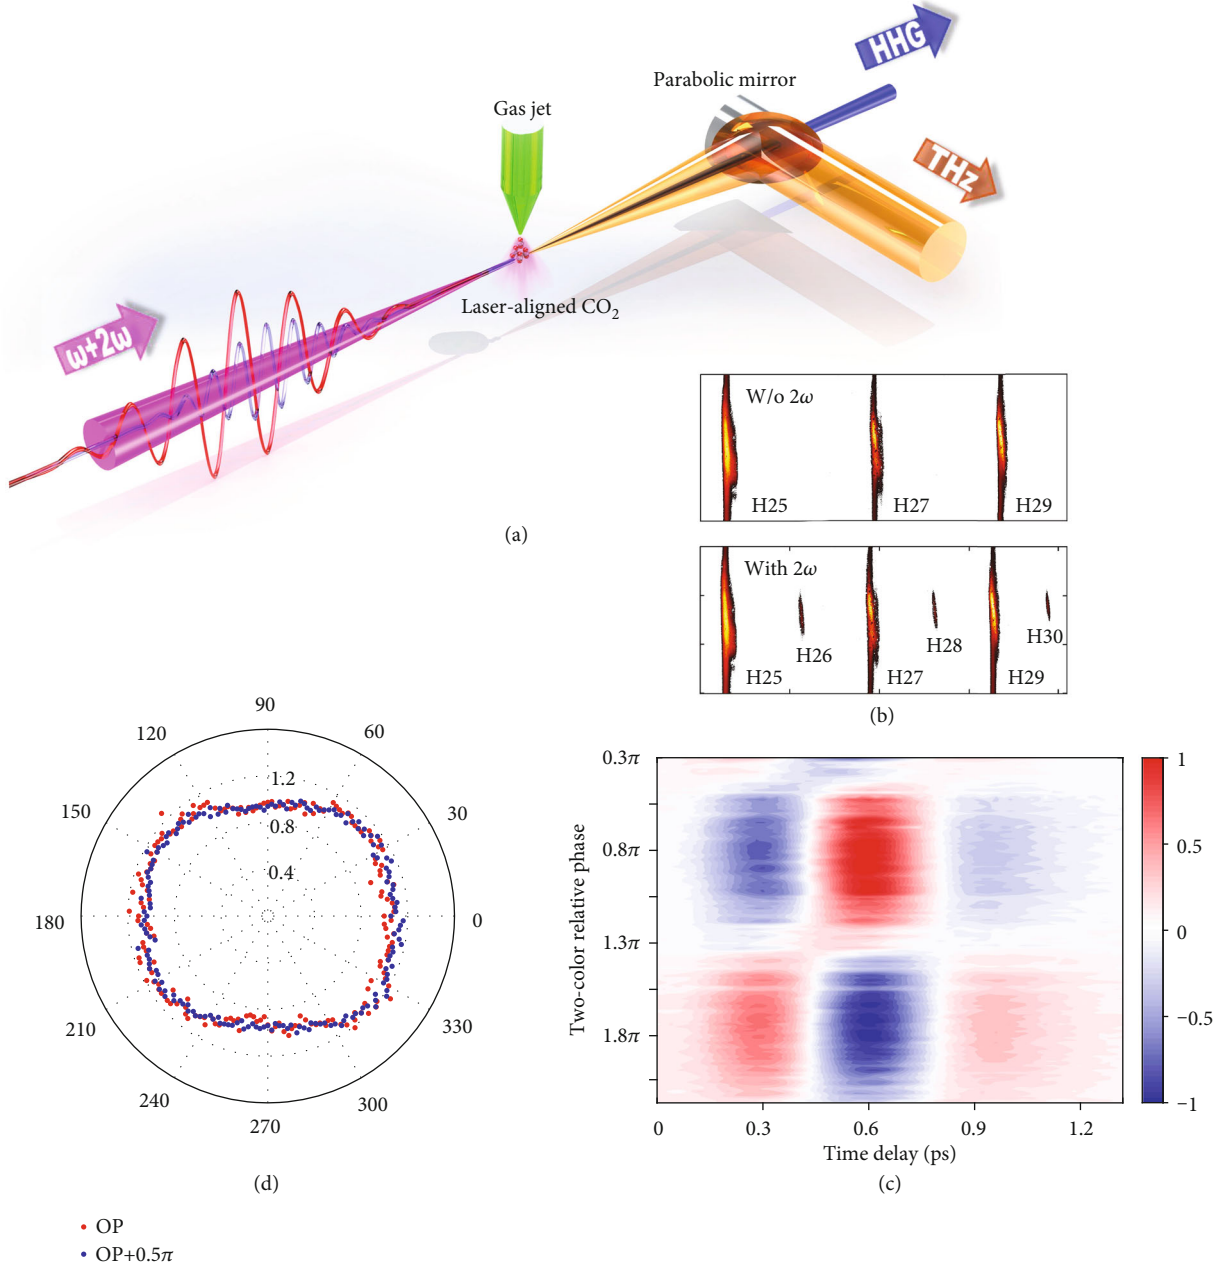 HHG
Parabolic mirror
Gas jet
THz
Laser-aligned CO₂
ω+2ω
(a)
W/o 2ω
H25
H27
H29
With 2ω
H26
H28
H30
H25
H27
H29
(b)
90
120
60
150
30
1.2
0.8
0.4
180
0
210
330
240
300
270
(d)
OP
OP+0.5π
0.3π
0.8π
1.3π
1.8π
Two-color relative phase
0
0.3
0.6
0.9
1.2
Time delay (ps)
1
0.5
0
−0.5
−1
(c)